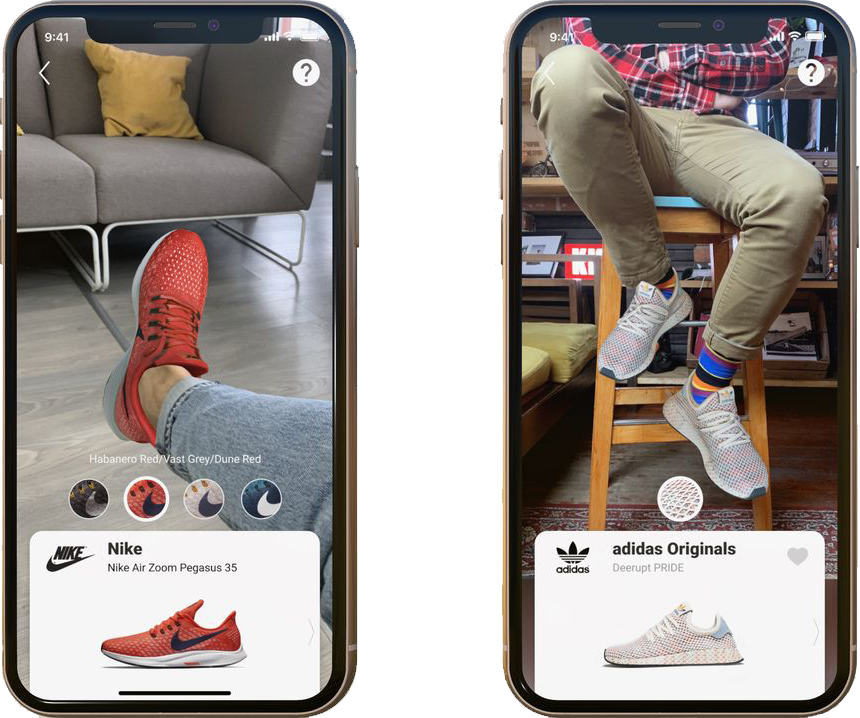 9:41
?
Habanero Red/Vast Grey/Dune Red
NIKE
Nike
Nike Air Zoom Pegasus 35
9:41
?
KI
adidas
adidas Originals
Deerupt PRIDE